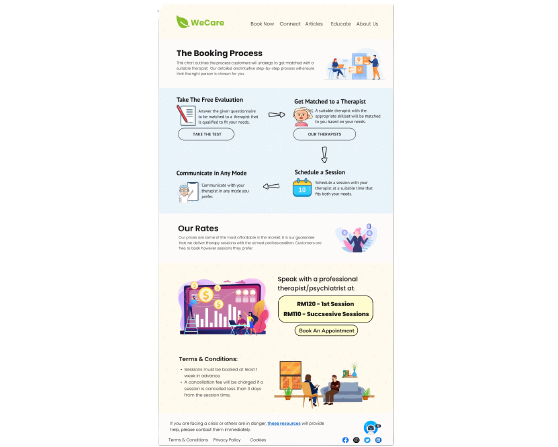 WeCare
Book Now Connect Articles Educate About Us
The Booking Process
This chart outlines the process customers will undergo to get matched with a
suitable therapist. Our detailed and intuitive step-by-step process will ensure
that the right person is chosen for you.
Take The Free Evaluation
Answer the given questionnaire
to be matched to a therapist that
is qualified to fit your needs.
TAKE THE TEST
Get Matched to a Therapist
A suitable therapist with the
appropriate skillset will be matched
to you based on your needs.
OUR THERAPISTS
Communicate in Any Mode
Communicate with your
therapist in any mode you
prefer.
Schedule a Session
10
Schedule a session with your
therapist at a suitable time that
fits both your needs.
Our Rates
Our prices are some of the most affordable in the market. It is our guarantee
that we deliver therapy sessions with the utmost professionalism. Customers are
free to book however sessions they prefer.
Speak with a professional
therapist/psychiatrist at:
RM120 - 1st Session
RM110 - Succsesive Sessions
Book An Appointment
Terms & Conditions:
• Sessions must be booked at least 1
week in advance.
• A cancellation fee will be charged if a
session is cancelled less than 3 days
from the session time.
If you are facing a crisis or others are in danger, these resources will provide
help, please contact them immediately.
Terms & Conditions Privacy Policy Cookies